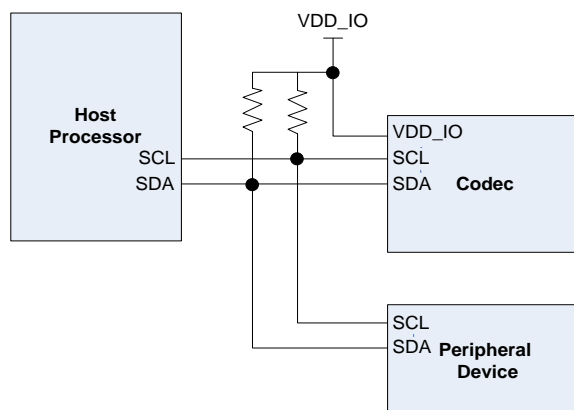 VDD_IO
Host
Processor
SCL
SDA
VDD_IO
SCL
SDA
Codec
SCL
SDA
Peripheral
Device